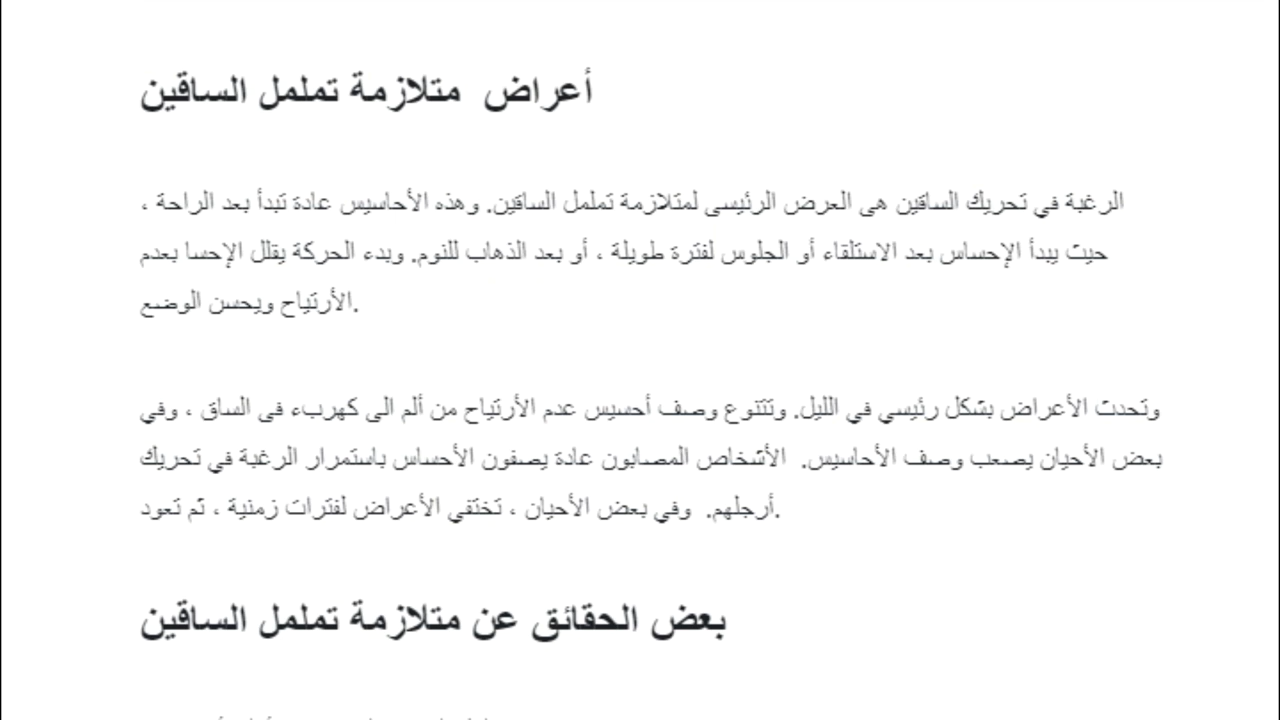 أعراض متلازمة تململ الساقين
الرغبة في تحريك الساقين هى العرض الرئيسى لمتلازمة تململ الساقين. وهذه الأحاسيس عادة تبدأ بعد الراحة ،
حيث يبدأ الإحساس بعد الاستلقاء أو الجلوس لفترة طويلة ، أو بعد الذهاب للنوم. وبدء الحركة يقلل الإحسا بعدم
الأرتياح ويحسن الوضع.
وتحدث الأعراض بشكل رئيسي في الليل. وتتنوع وصف أحسيس عدم الأرتياح من ألم الى كهربء فى الساق ، وفي
بعض الأحيان يصعب وصف الأحاسيس. الأشخاص المصابون عادة يصفون الأحساس باستمرار الرغبة في تحريك
أرجلهم. وفي بعض الأحيان ، تختفي الأعراض لفترات زمنية ، ثم تعود.
بعض الحقائق عن متلازمة تململ الساقين